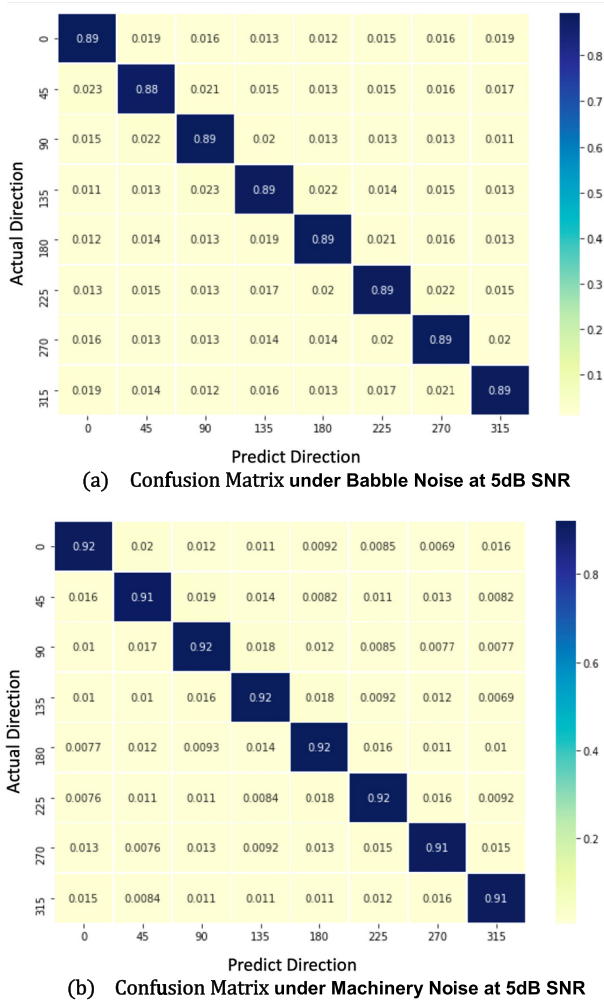 0 0.89 0.019 0.016 0.013 0.012 0.015 0.016 0.019
45 0.023 0.88 0.021 0.015 0.013 0.015 0.016 0.017
90 0.015 0.022 0.89 0.02 0.013 0.013 0.013 0.011
135 0.011 0.013 0.023 0.89 0.022 0.014 0.015 0.013
180 0.012 0.014 0.013 0.019 0.89 0.021 0.016 0.013
225 0.013 0.015 0.013 0.017 0.02 0.89 0.022 0.015
270 0.016 0.013 0.013 0.014 0.014 0.02 0.89 0.02
315 0.019 0.014 0.012 0.016 0.013 0.017 0.021 0.89
0 45 90 135 180 225 270 315
Actual Direction
Predict Direction
0.8
0.7
0.6
0.5
0.4
0.3
0.2
0.1
(a) Confusion Matrix under Babble Noise at 5dB SNR
0 0.92 0.02 0.012 0.011 0.0092 0.0085 0.0069 0.016
45 0.016 0.91 0.019 0.014 0.0082 0.011 0.013 0.0082
90 0.01 0.017 0.92 0.018 0.012 0.0085 0.0077 0.0077
135 0.01 0.01 0.016 0.92 0.018 0.0092 0.012 0.0069
180 0.0077 0.012 0.0093 0.014 0.92 0.016 0.011 0.01
225 0.0076 0.011 0.011 0.0084 0.018 0.92 0.016 0.0092
270 0.013 0.0076 0.013 0.0092 0.013 0.015 0.91 0.015
315 0.015 0.0084 0.011 0.011 0.011 0.012 0.016 0.91
0 45 90 135 180 225 270 315
Actual Direction
Predict Direction
0.8
0.6
0.4
0.2
(b) Confusion Matrix under Machinery Noise at 5dB SNR